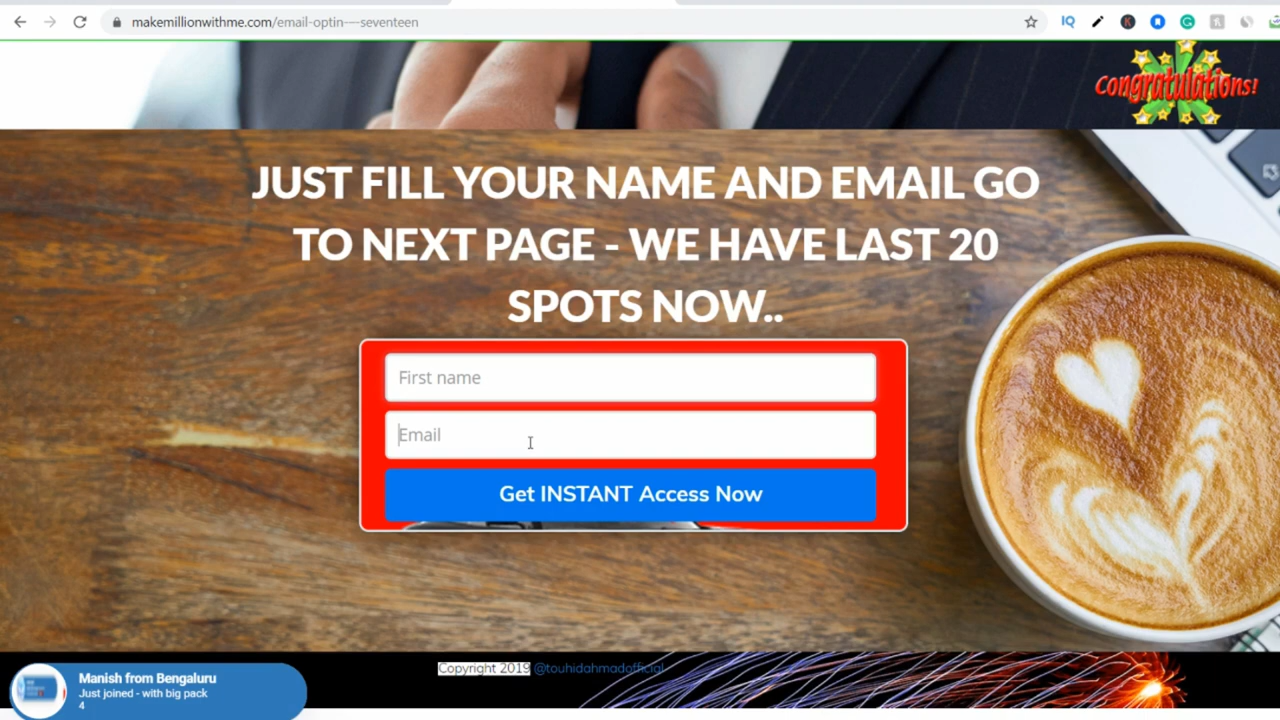 makemillionwithme.com/email-optin----seventeen
IQ
Congratulations!
JUST FILL YOUR NAME AND EMAIL GO
TO NEXT PAGE - WE HAVE LAST 20
SPOTS NOW..
First name
Email
Get INSTANT Access Now
Copyright 2019 @touhidahmadofficial
Manish from Bengaluru
Just joined - with big pack
4